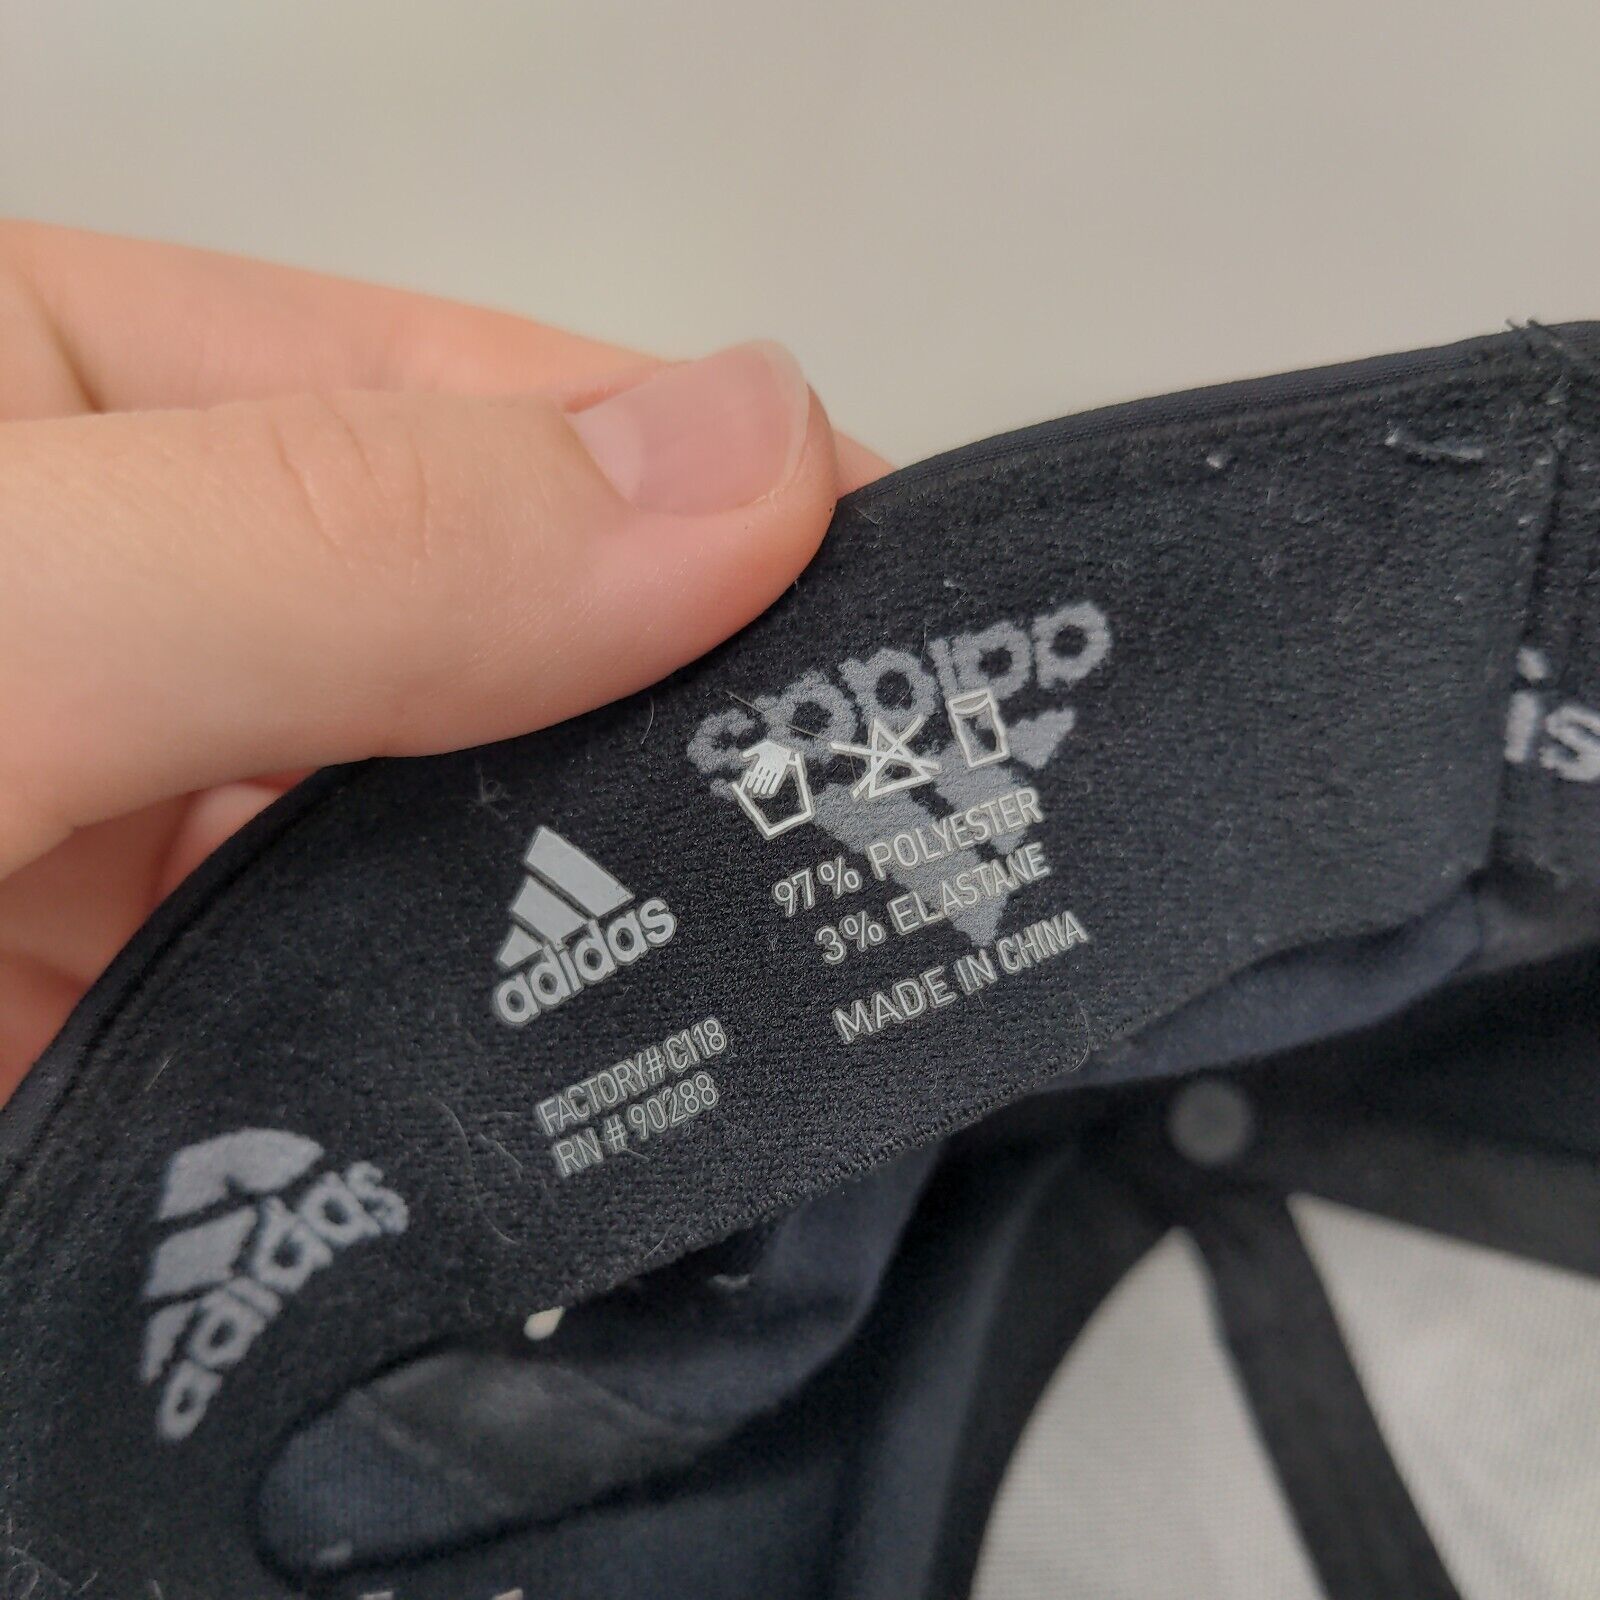 adidas
97% POLYESTER
3% ELASTANE
MADE IN CHINA
adidas
FACTORY# C118
RN # 90288
adidas